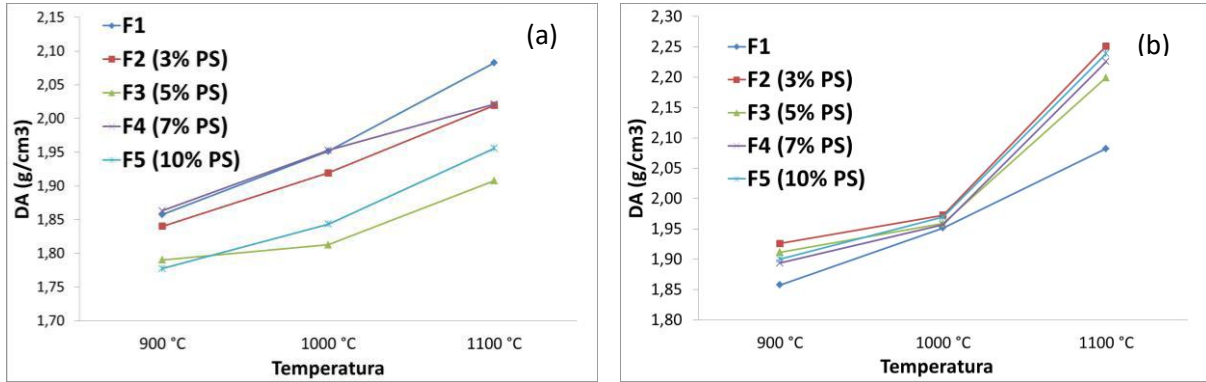 (a)
DA (g/cm3)
2,15
2,10
2,05
2,00
1,95
1,90
1,85
1,80
1,75
1,70
F1
F2 (3% PS)
F3 (5% PS)
F4 (7% PS)
F5 (10% PS)
900 °C 1000 °C 1100 °C
Temperatura
(b)
DA (g/cm3)
2,30
2,25
2,20
2,15
2,10
2,05
2,00
1,95
1,90
1,85
1,80
F1
F2 (3% PS)
F3 (5% PS)
F4 (7% PS)
F5 (10% PS)
900 °C 1000 °C 1100 °C
Temperatura